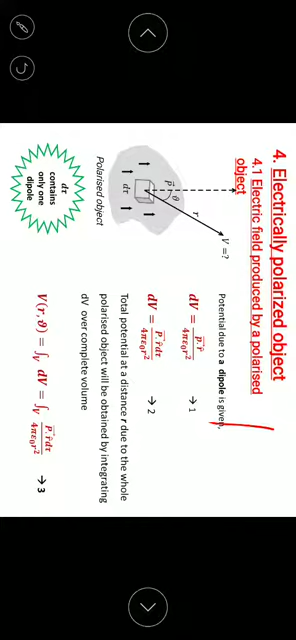 4. Electrically polarized object
4.1 Electric field produced by a polarised
object
Potential due to a dipole is given,
dV = p⃗. r̂ / 4πε₀r² → 1
dV = P⃗. r̂dτ / 4πε₀r² → 2
Total potential at a distance r due to the whole
polarised object will be obtained by integrating
dV over complete volume
V(r, ϑ) = ∫V dV = ∫V P⃗. r̂dτ / 4πε₀r² → 3
V =?
r
ϑ
p⃗
dτ
Polarised object
dτ
contains
only one
dipole